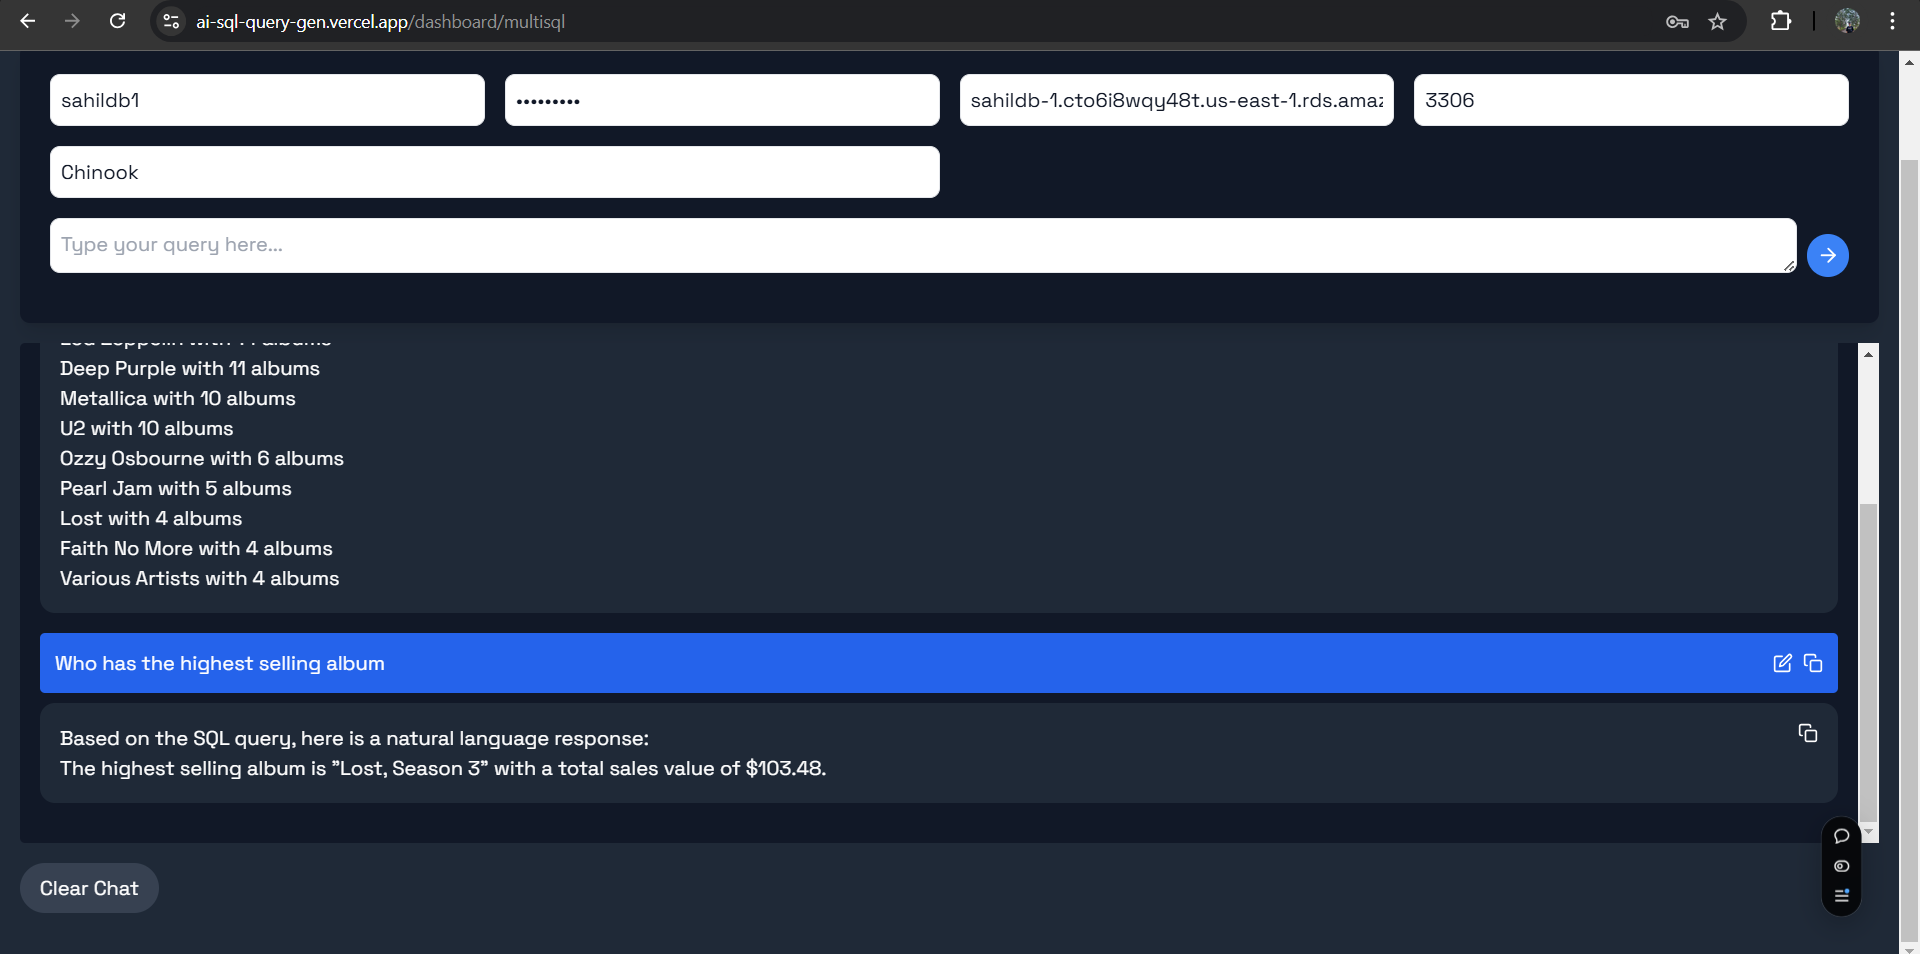 ai-sql-query-gen.vercel.app/dashboard/multisql
sahildb1
•••••••••
sahildb-1.cto6i8wqy48t.us-east-1.rds.amaz
3306
Chinook
Type your query here...
Deep Purple with 11 albums
Metallica with 10 albums
U2 with 10 albums
Ozzy Osbourne with 6 albums
Pearl Jam with 5 albums
Lost with 4 albums
Faith No More with 4 albums
Various Artists with 4 albums
Who has the highest selling album
Based on the SQL query, here is a natural language response:
The highest selling album is "Lost, Season 3" with a total sales value of $103.48.
Clear Chat